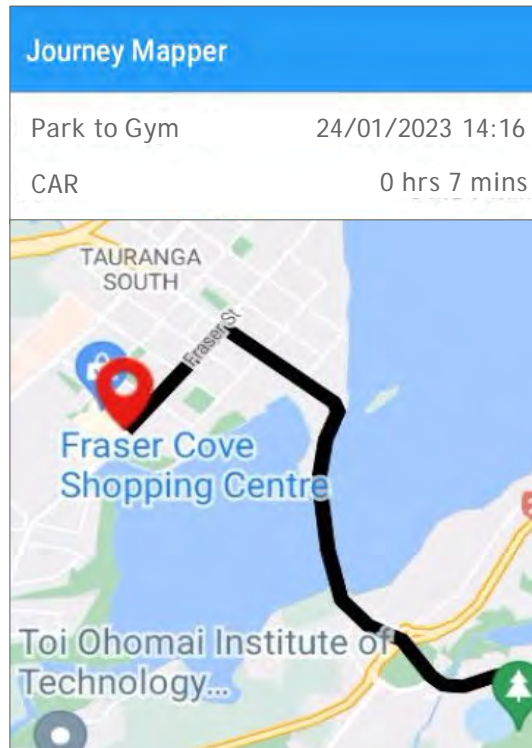 Journey Mapper
Park to Gym 24/01/2023 14:16
CAR 0 hrs 7 mins
TAURANGA
SOUTH
Fraser St
Fraser Cove
Shopping Centre
Toi Ohomai Institute of
Technology...